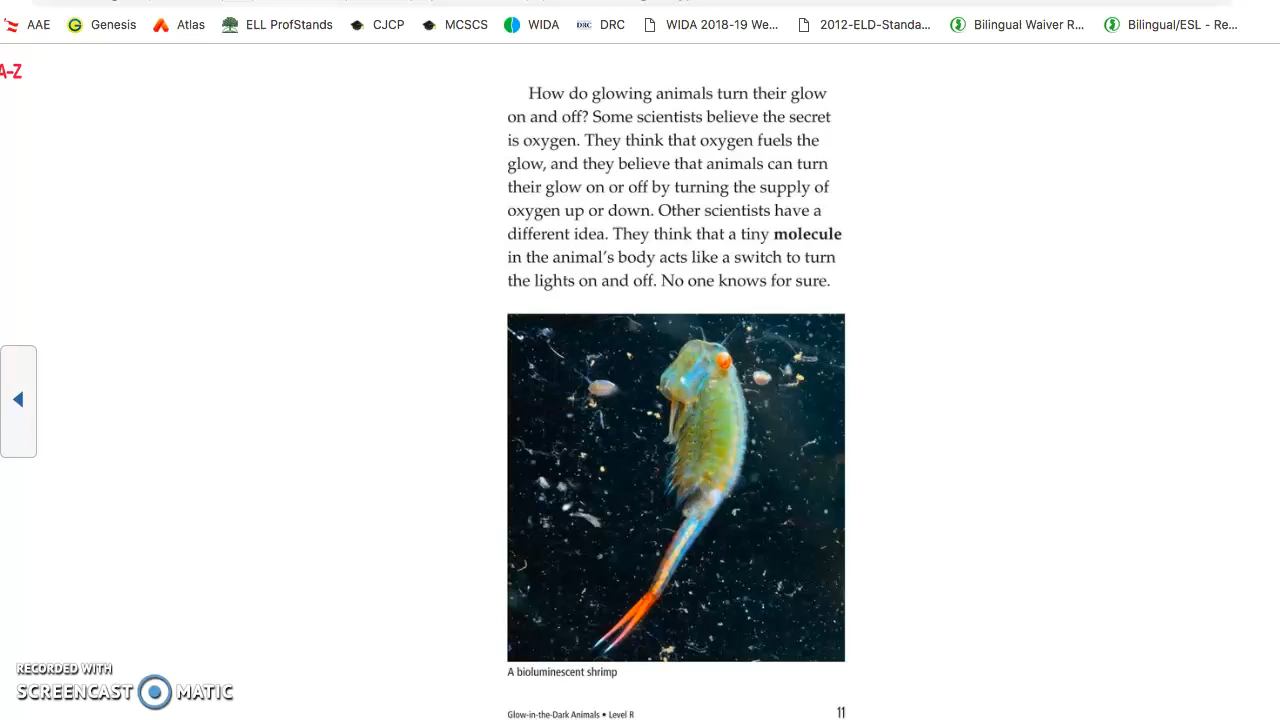 AAE Genesis Atlas ELL ProfStands CJCP MCSCS WIDA DRC WIDA 2018-19 We... 2012-ELD-Standa... Bilingual Waiver R... Bilingual/ESL - Re...
A-Z
How do glowing animals turn their glow
on and off? Some scientists believe the secret
is oxygen. They think that oxygen fuels the
glow, and they believe that animals can turn
their glow on or off by turning the supply of
oxygen up or down. Other scientists have a
different idea. They think that a tiny molecule
in the animal's body acts like a switch to turn
the lights on and off. No one knows for sure.
A bioluminescent shrimp
RECORDED WITH
SCREENCAST MATIC
Glow-in-the-Dark Animals • Level R 11